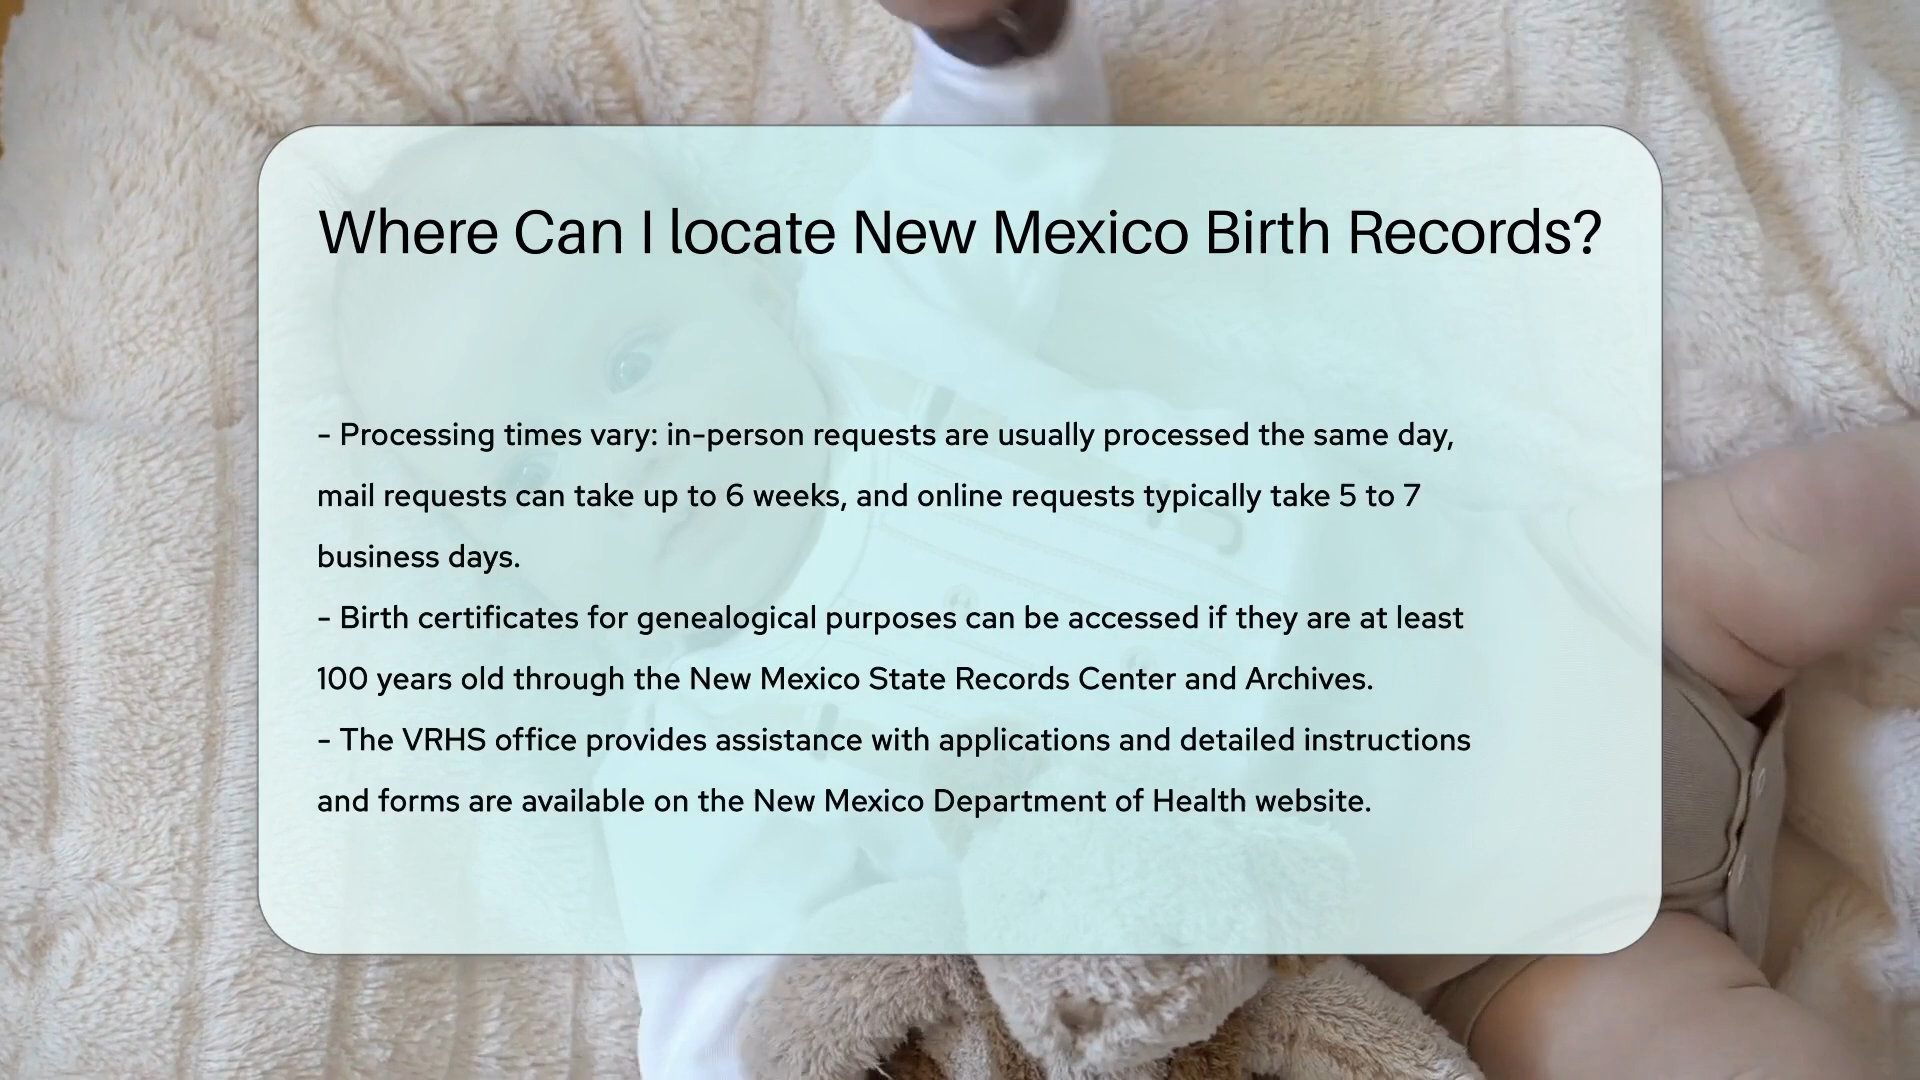 Where Can I locate New Mexico Birth Records?
- Processing times vary: in-person requests are usually processed the same day,
mail requests can take up to 6 weeks, and online requests typically take 5 to 7
business days.
- Birth certificates for genealogical purposes can be accessed if they are at least
100 years old through the New Mexico State Records Center and Archives.
- The VRHS office provides assistance with applications and detailed instructions
and forms are available on the New Mexico Department of Health website.